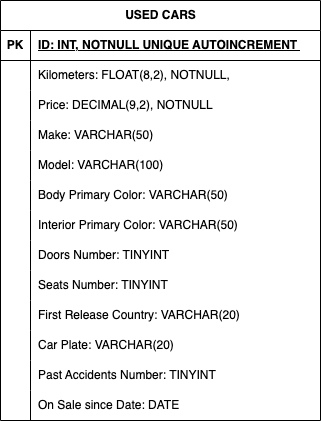 USED CARS
PK ID: INT, NOTNULL UNIQUE AUTOINCREMENT
Kilometers: FLOAT(8,2), NOTNULL,
Price: DECIMAL(9,2), NOTNULL
Make: VARCHAR(50)
Model: VARCHAR(100)
Body Primary Color: VARCHAR(50)
Interior Primary Color: VARCHAR(50)
Doors Number: TINYINT
Seats Number: TINYINT
First Release Country: VARCHAR(20)
Car Plate: VARCHAR(20)
Past Accidents Number: TINYINT
On Sale since Date: DATE